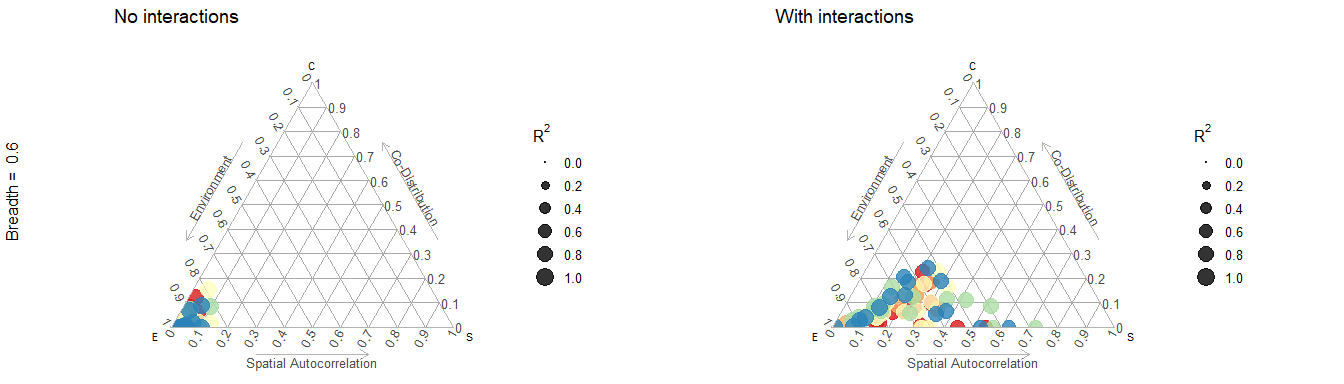 No interactions
With interactions
Breadth = 0.6
C
0 1
0.1 0.9
0.2 0.8
0.3 0.7
0.4 0.6
0.5 0.5
0.6 0.4
0.7 0.3
0.8 0.2
0.9 0.1
1 0
E S
0 0.1 0.2 0.3 0.4 0.5 0.6 0.7 0.8 0.9 1
Environment
Co-Distribution
Spatial Autocorrelation
R2
0.0
0.2
0.4
0.6
0.8
1.0
C
0 1
0.1 0.9
0.2 0.8
0.3 0.7
0.4 0.6
0.5 0.5
0.6 0.4
0.7 0.3
0.8 0.2
0.9 0.1
1 0
E S
0 0.1 0.2 0.3 0.4 0.5 0.6 0.7 0.8 0.9 1
Environment
Co-Distribution
Spatial Autocorrelation
R2
0.0
0.2
0.4
0.6
0.8
1.0